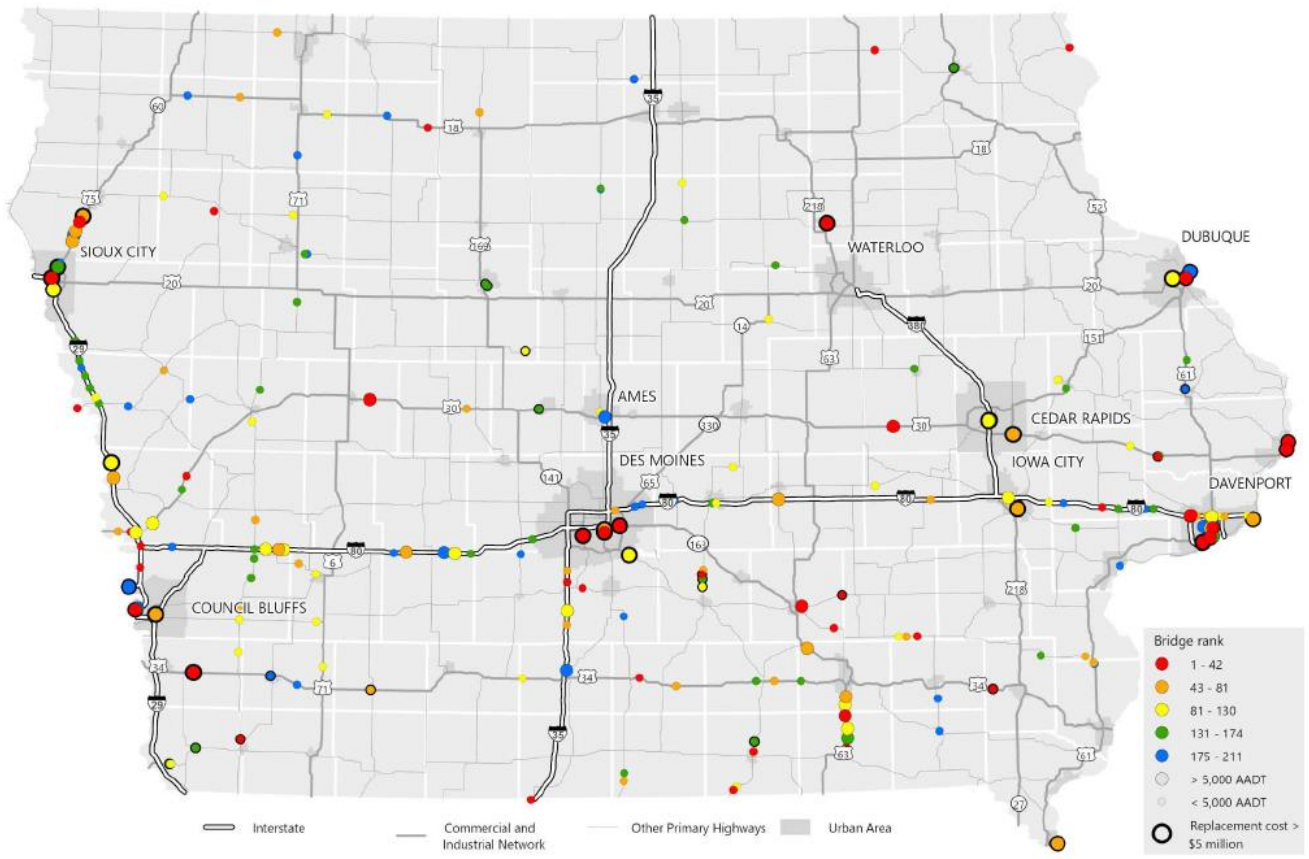 60
35
18
18
75
71
218
52
SIOUX CITY
169
WATERLOO
DUBUQUE
20
20
20
14
380
29
63
151
61
AMES
30
30
35
330
CEDAR RAPIDS
DES MOINES
IOWA CITY
141
65
80
80
80
DAVENPORT
80
6
163
COUNCIL BLUFFS
218
34
71
34
34
29
35
63
61
27
Bridge rank
1 - 42
43 - 81
81 - 130
131 - 174
175 - 211
> 5,000 AADT
< 5,000 AADT
Replacement cost >
$5 million
Interstate
Commercial and
Industrial Network
Other Primary Highways
Urban Area